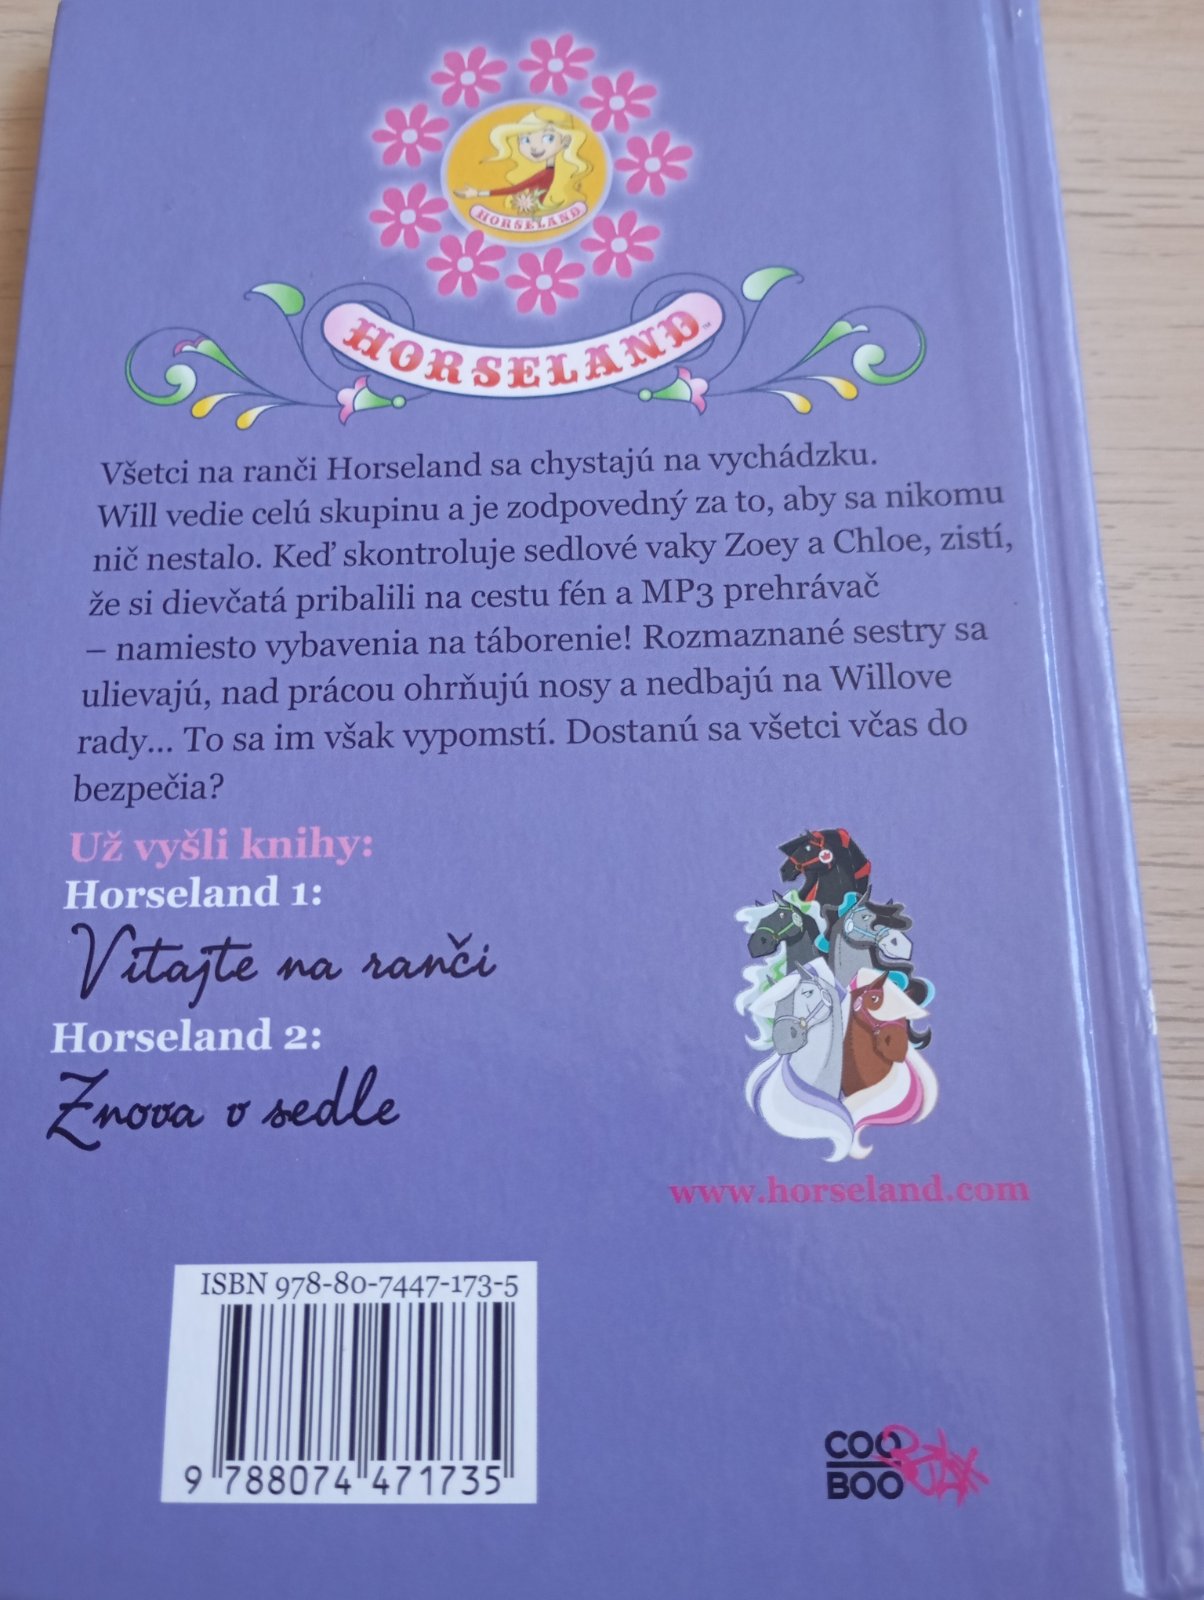 HORSELAND
HORSELAND™
Všetci na ranči Horseland sa chystajú na vychádzku.
Will vedie celú skupinu a je zodpovedný za to, aby sa nikomu
nič nestalo. Keď skontroluje sedlové vaky Zoey a Chloe, zistí,
že si dievčatá pribalili na cestu fén a MP3 prehrávač
– namiesto vybavenia na táborenie! Rozmaznané sestry sa
ulievajú, nad prácou ohrňujú nosy a nedbajú na Willove
rady... To sa im však vypomstí. Dostanú sa všetci včas do
bezpečia?
Už vyšli knihy:
Horseland 1:
Vitajte na ranči
Horseland 2:
Znova v sedle
www.horseland.com
ISBN 978-80-7447-173-5
9 788074 471735
COO
BOO